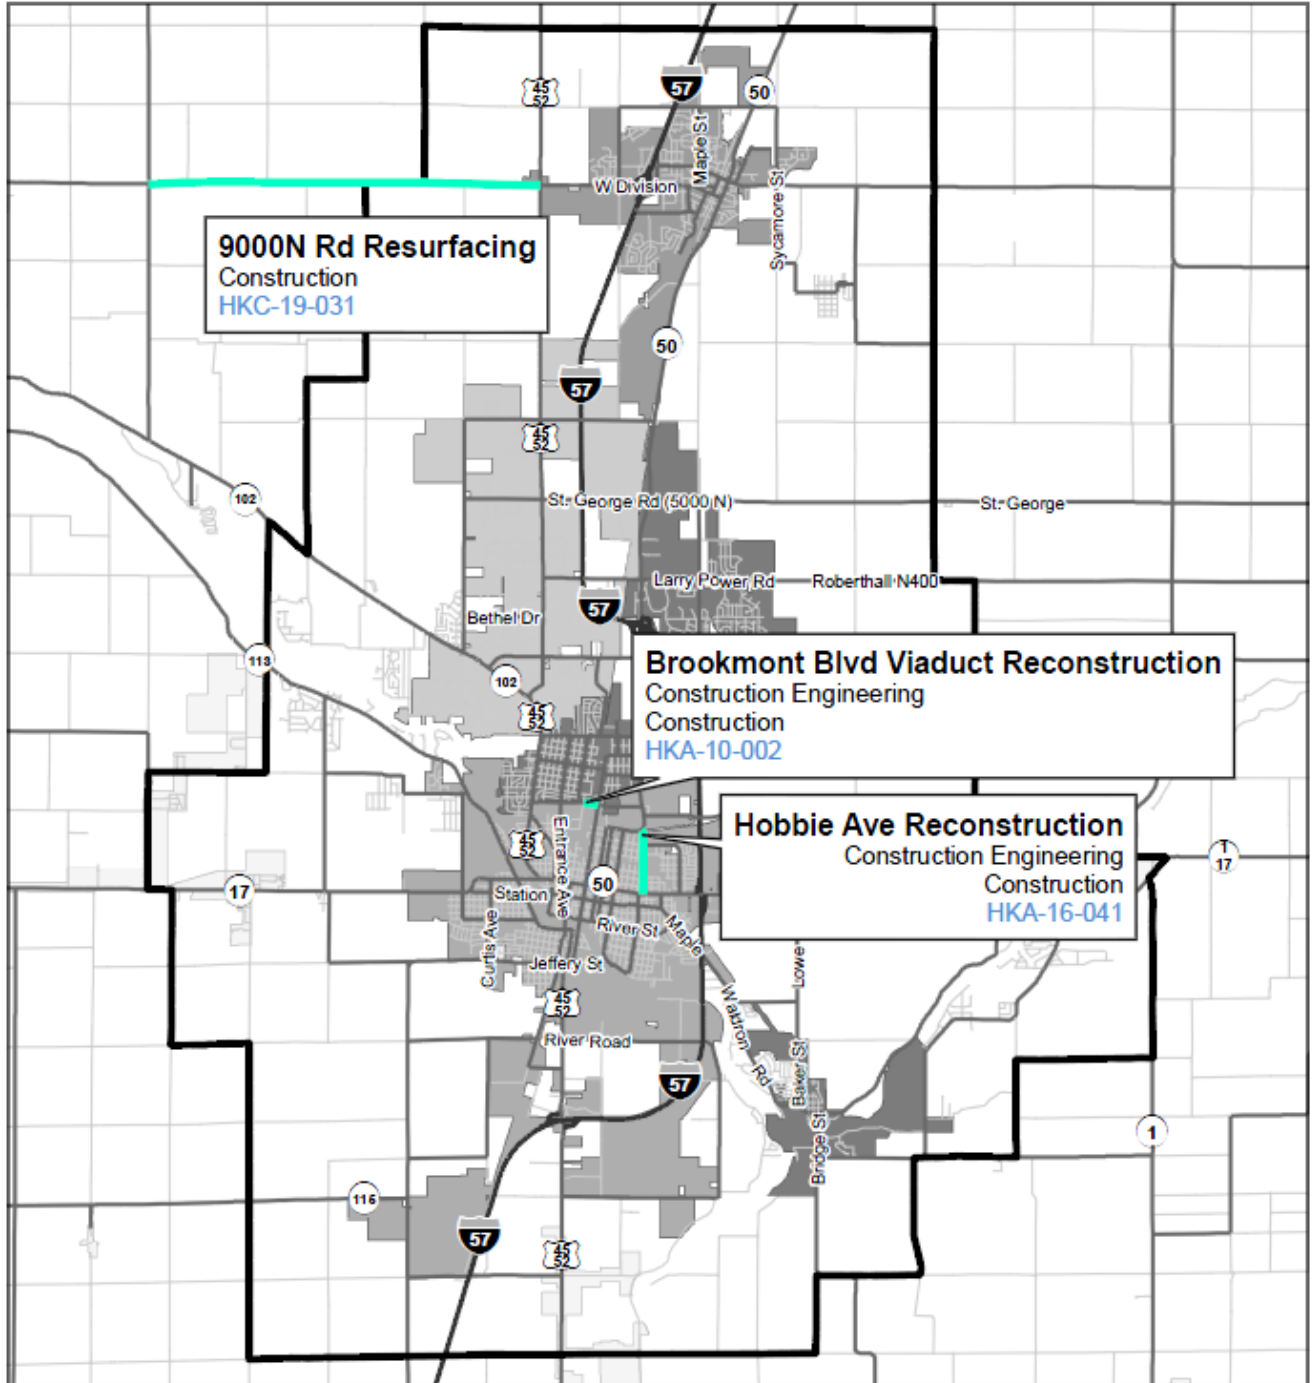 57
45
52
50
Maple St
W Division
Sycamore St
9000N Rd Resurfacing
Construction
HKC-19-031
50
57
45
52
102
St. George Rd (5000 N)
St. George
Larry Power Rd
Roberthall N400
57
Bethel Dr
113
102
45
52
Brookmont Blvd Viaduct Reconstruction
Construction Engineering
Construction
HKA-10-002
Hobbie Ave Reconstruction
Construction Engineering
Construction
HKA-16-041
45
52
Entrance Ave
T
17
17
50
Station
River St
Maple
Curtis Ave
Jeffery St
Lowe
45
52
Waldron Rd
River Road
Baker St
57
Bridge St
1
115
57
45
52